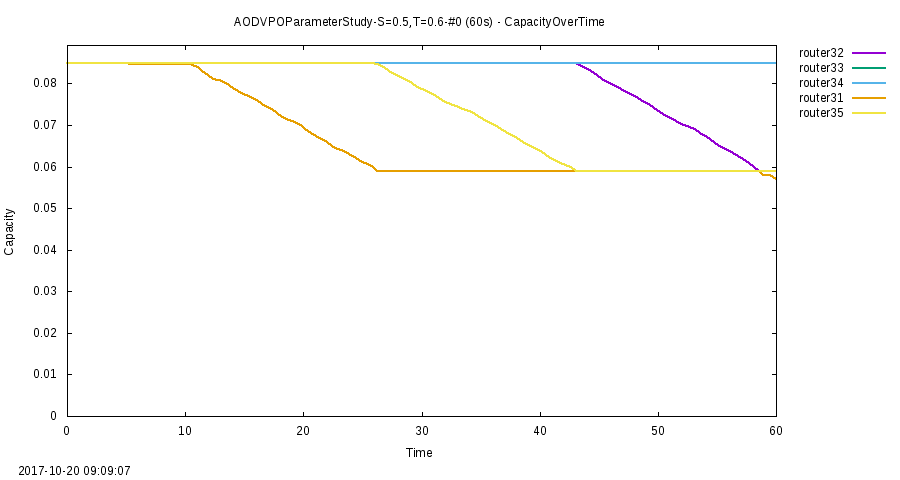 AODVPOParameterStudy-S=0.5,T=0.6-#0 (60s) - CapacityOverTime
router32
router33
router34
router31
router35
0.08
0.07
0.06
0.05
0.04
0.03
0.02
0.01
0
Capacity
0 10 20 30 40 50 60
Time
2017-10-20 09:09:07